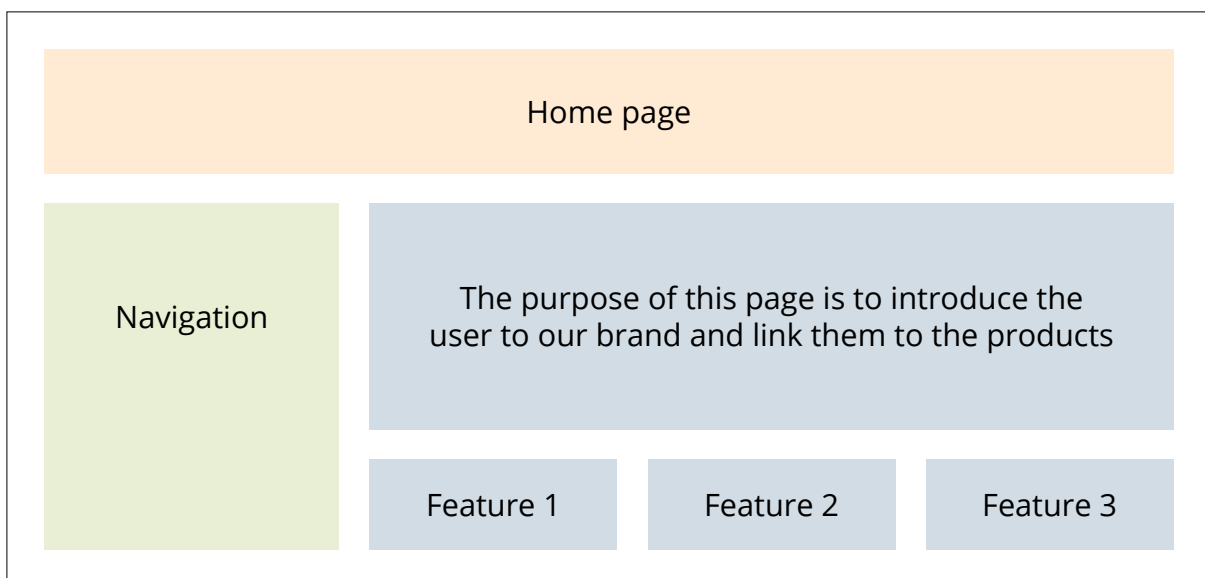 Home page
Navigation
The purpose of this page is to introduce the
user to our brand and link them to the products
Feature 1
Feature 2
Feature 3